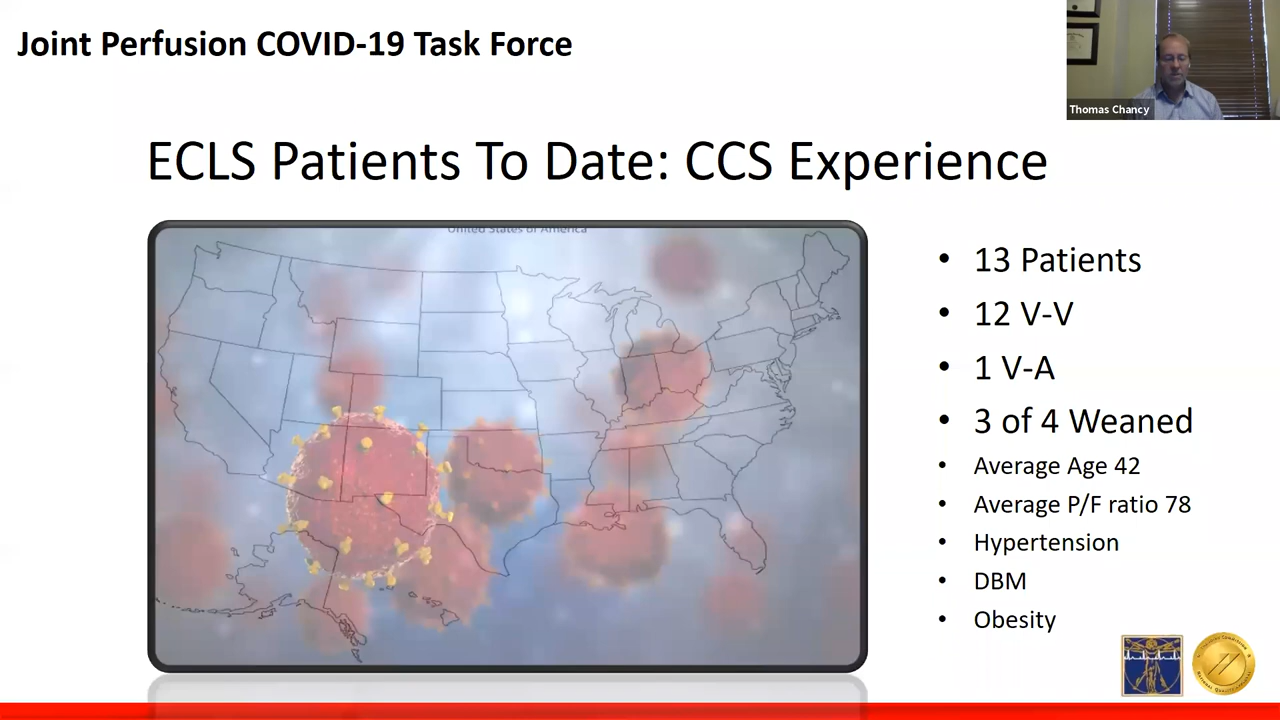 Joint Perfusion COVID-19 Task Force
Thomas Chancy
ECLS Patients To Date: CCS Experience
United States of America
• 13 Patients
• 12 V-V
• 1 V-A
• 3 of 4 Weaned
• Average Age 42
• Average P/F ratio 78
• Hypertension
• DBM
• Obesity